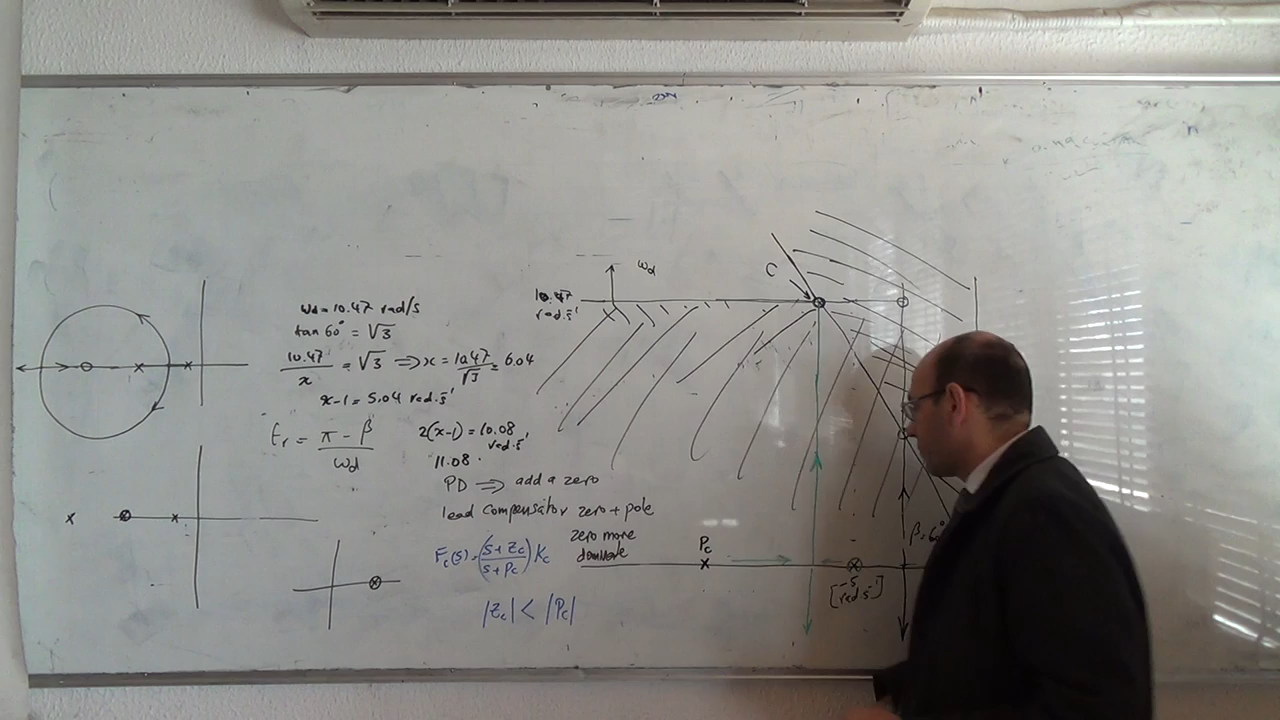 ωd = 10.47 rad/s
tan 60° = √3
10.47/x = √3 ⇒ x = 10.47/√3 = 6.04
x-1 = 5.04 rad.s⁻¹
tr = (π - β)/ωd
2(x-1) = 10.08 rad.s⁻¹
11.08
PD ⇒ add a zero
lead compensator zero + pole
Fc(s) = (s+Zc/s+Pc) Kc
zero more
|Zc| < |Pc|
ωd
10.47
rad.s⁻¹
C
Pc
-5
[rad.s⁻¹]